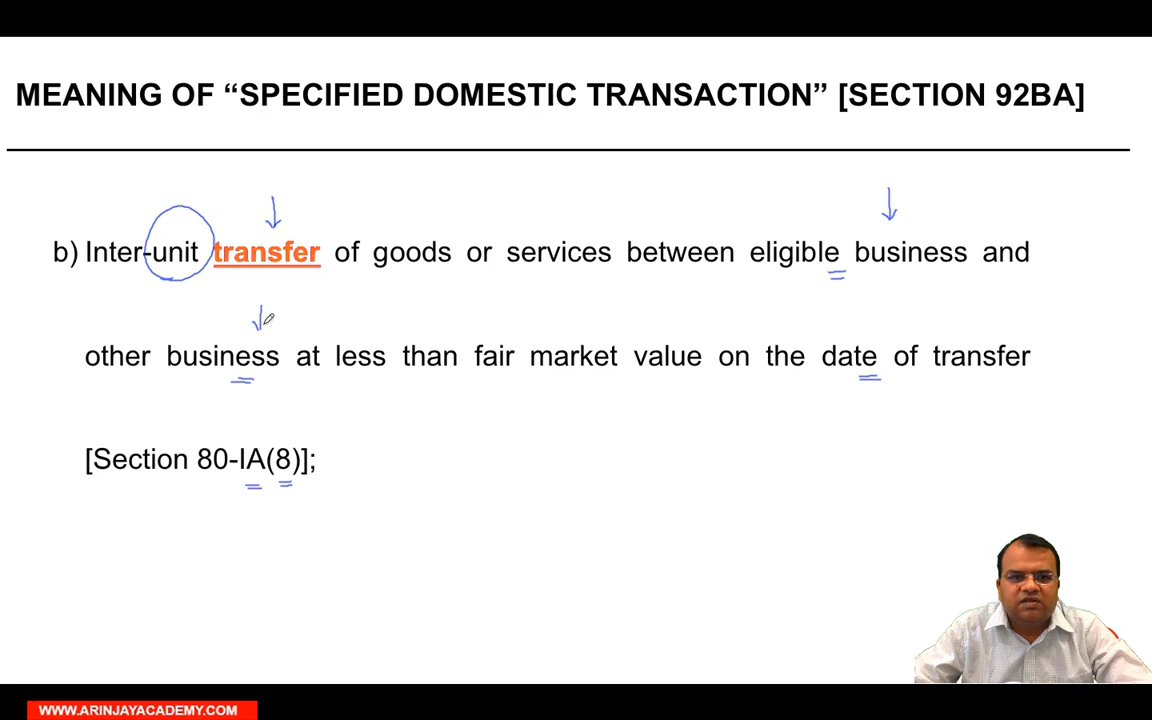 MEANING OF “SPECIFIED DOMESTIC TRANSACTION” [SECTION 92BA]
b) Inter-unit transfer of goods or services between eligible business and
other business at less than fair market value on the date of transfer
[Section 80-IA(8)];
WWW.ARINJAYACADEMY.COM